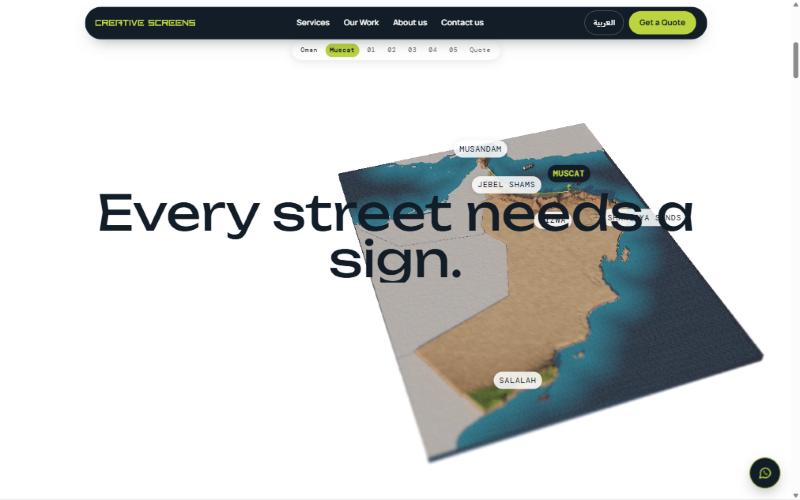 CREATIVE SCREENS
Services Our Work About us Contact us
العربية
Get a Quote
Oman Muscat 01 02 03 04 05 Quote
MUSANDAM
MUSCAT
JEBEL SHAMS
Every street needs a
sign.
SALALAH